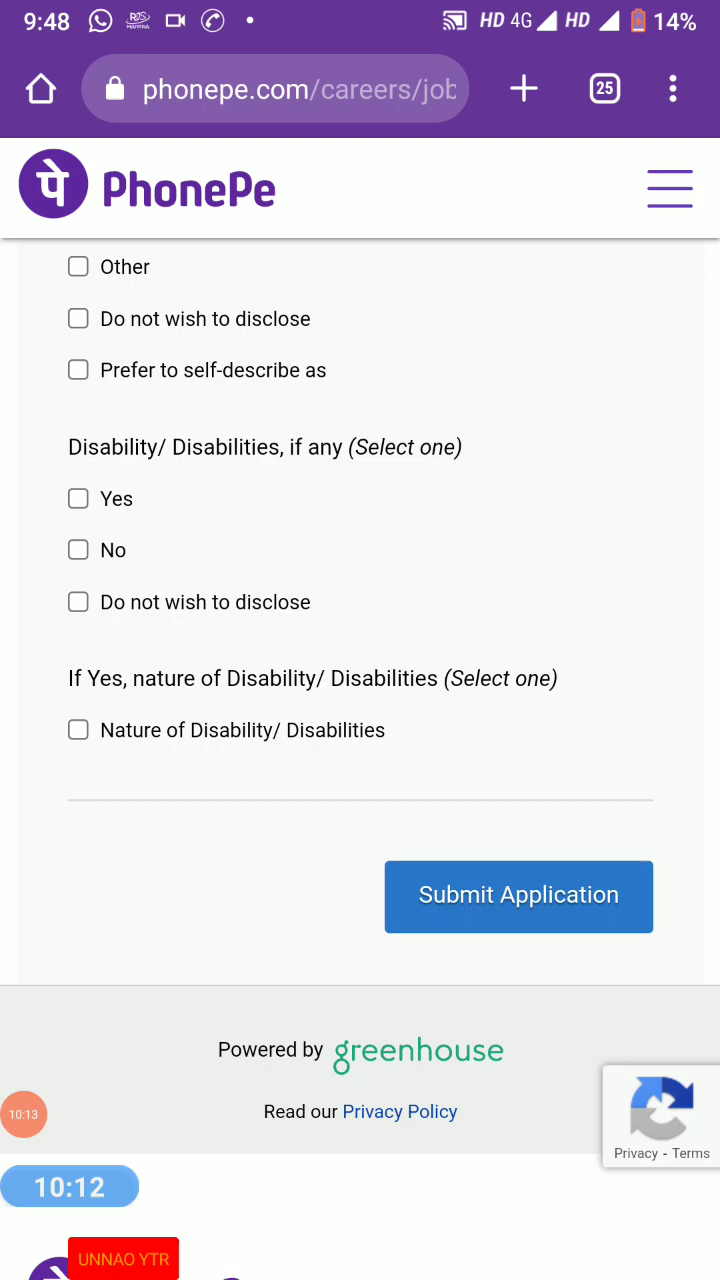 9:48 HD 4G HD 14%
phonepe.com/careers/job
25
पे PhonePe
Other
Do not wish to disclose
Prefer to self-describe as
Disability/ Disabilities, if any (Select one)
Yes
No
Do not wish to disclose
If Yes, nature of Disability/ Disabilities (Select one)
Nature of Disability/ Disabilities
Submit Application
Powered by greenhouse
Read our Privacy Policy
Privacy - Terms
10:13
10:12
UNNAO YTR